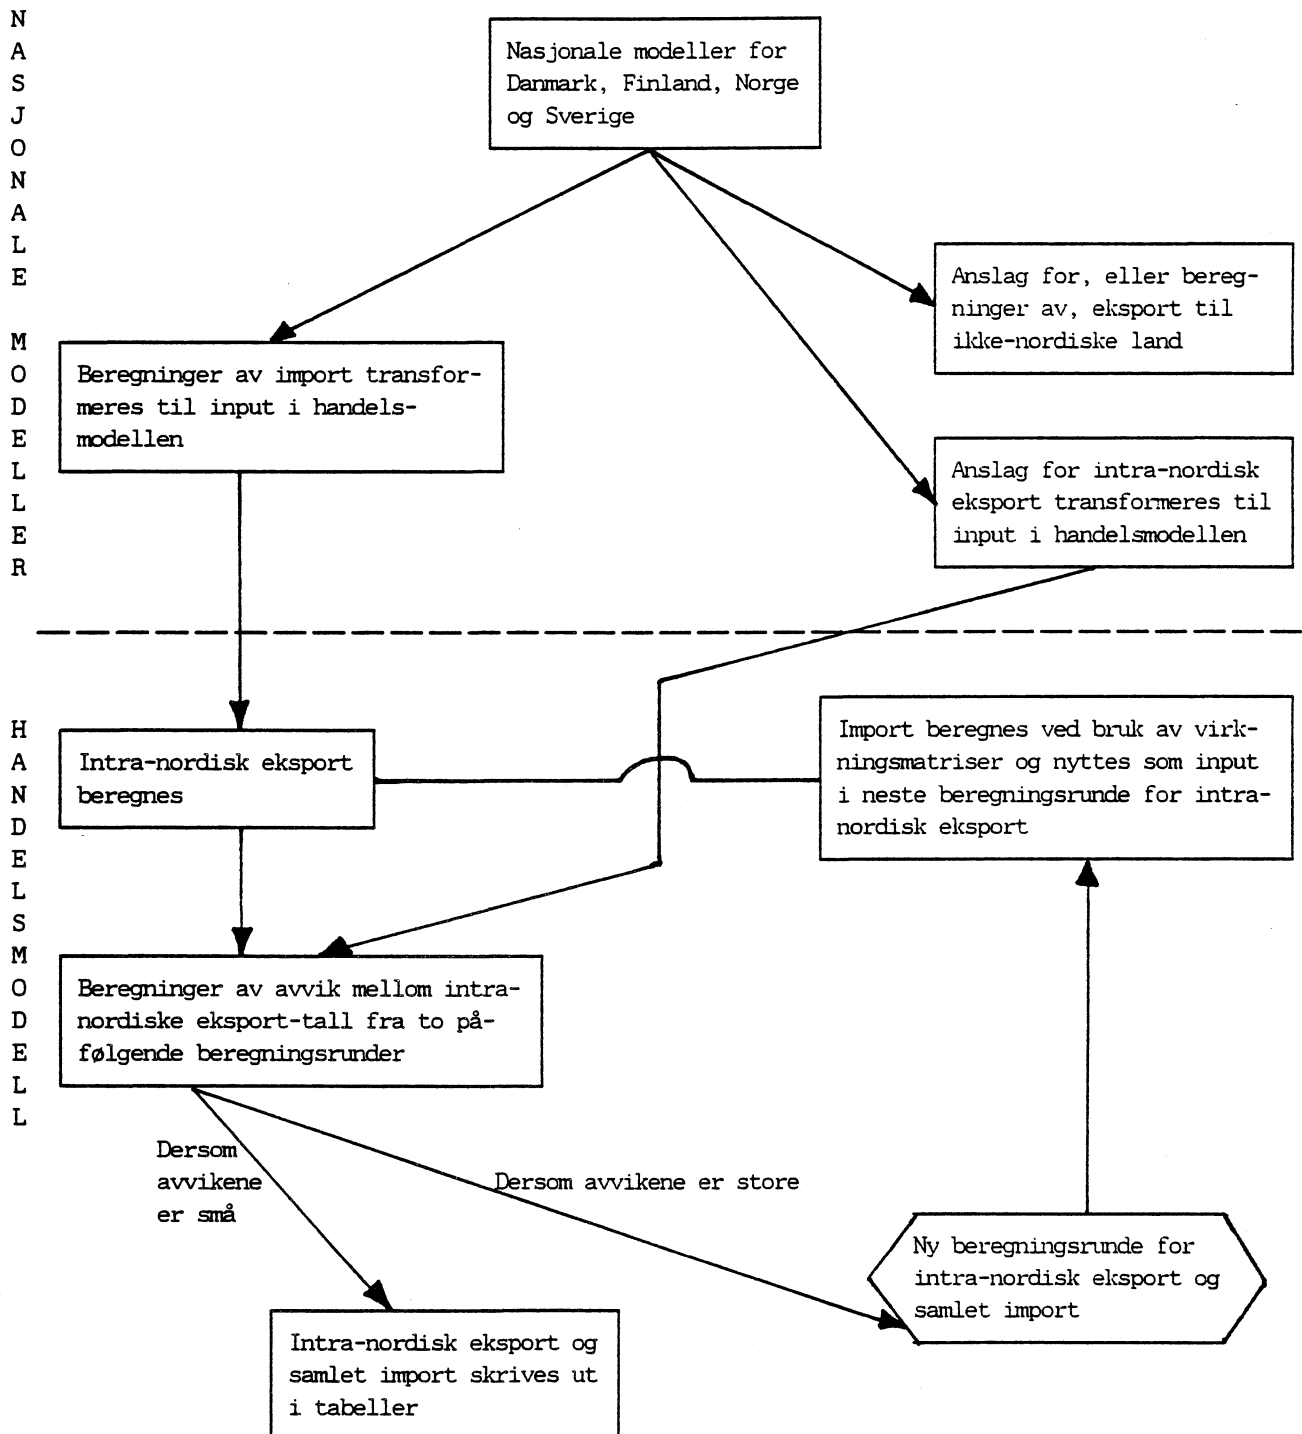 NASJONALE MODELLER
Nasjonale modeller for
Danmark, Finland, Norge
og Sverige
Anslag for, eller bereg-
ninger av, eksport til
ikke-nordiske land
Beregninger av import transfor-
meres til input i handels-
modellen
Anslag for intra-nordisk
eksport transformeres til
input i handelsmodellen
HANDELSMODELL
Intra-nordisk eksport
beregnes
Import beregnes ved bruk av virk-
ningsmatriser og nyttes som input
i neste beregningsrunde for intra-
nordisk eksport
Beregninger av avvik mellom intra-
nordiske eksport-tall fra to på-
følgende beregningsrunder
Dersom
avvikene
er små
Dersom avvikene er store
Ny beregningsrunde for
intra-nordisk eksport og
samlet import
Intra-nordisk eksport og
samlet import skrives ut
i tabeller